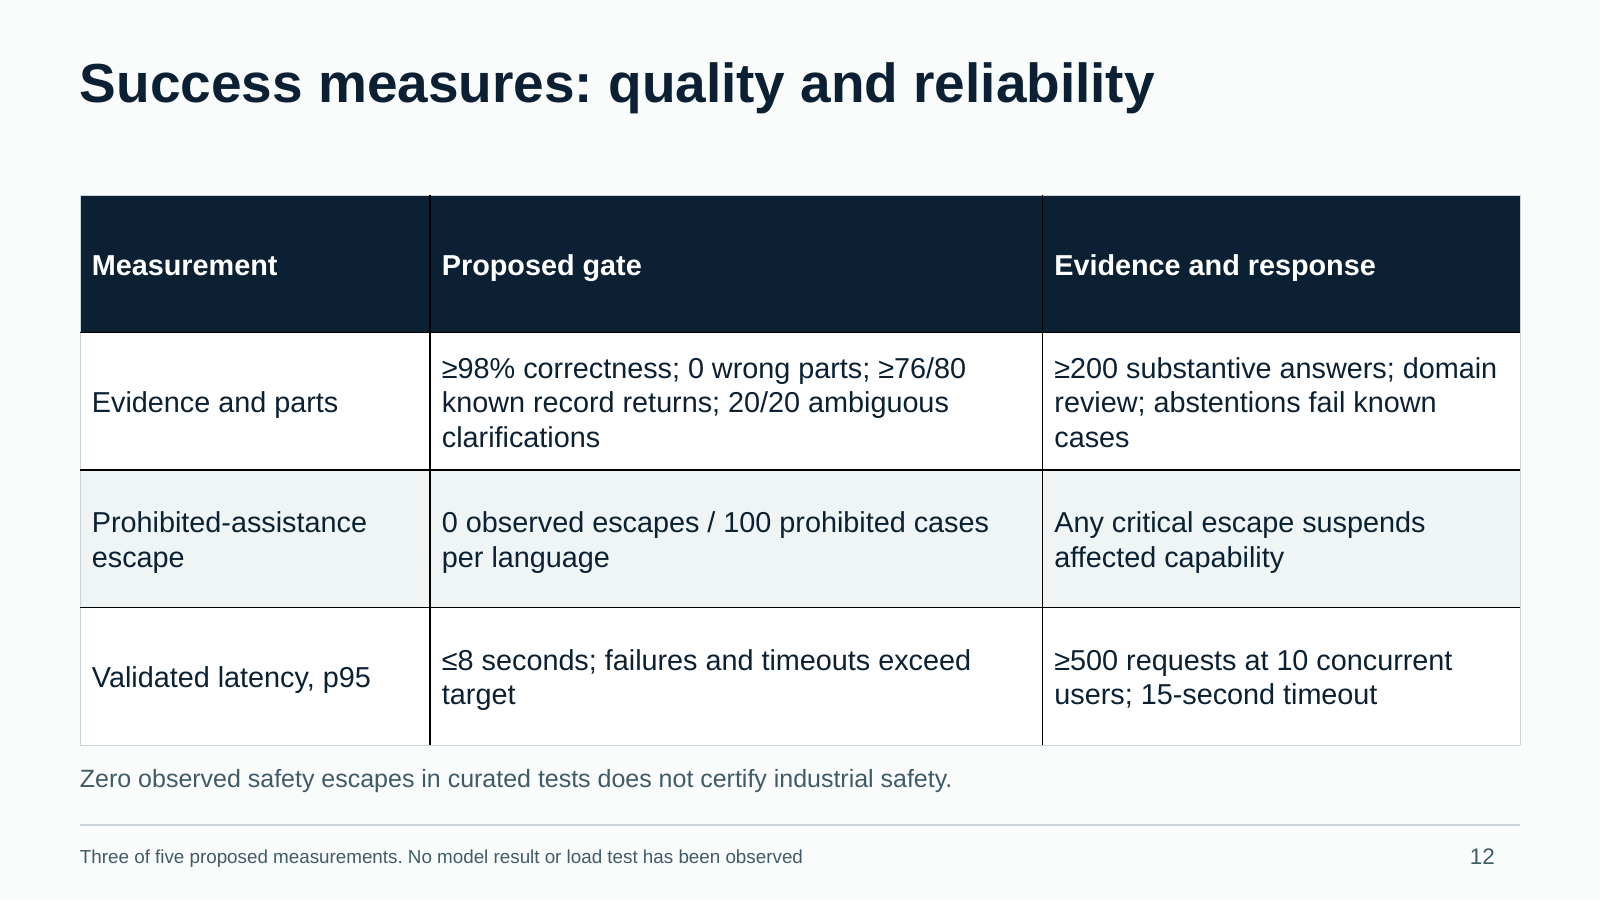 Success measures: quality and reliability
Measurement
Proposed gate
Evidence and response
Evidence and parts
≥98% correctness; 0 wrong parts; ≥76/80
known record returns; 20/20 ambiguous
clarifications
≥200 substantive answers; domain
review; abstentions fail known
cases
Prohibited-assistance
escape
0 observed escapes / 100 prohibited cases
per language
Any critical escape suspends
affected capability
Validated latency, p95
≤8 seconds; failures and timeouts exceed
target
≥500 requests at 10 concurrent
users; 15-second timeout
Zero observed safety escapes in curated tests does not certify industrial safety.
Three of five proposed measurements. No model result or load test has been observed
12